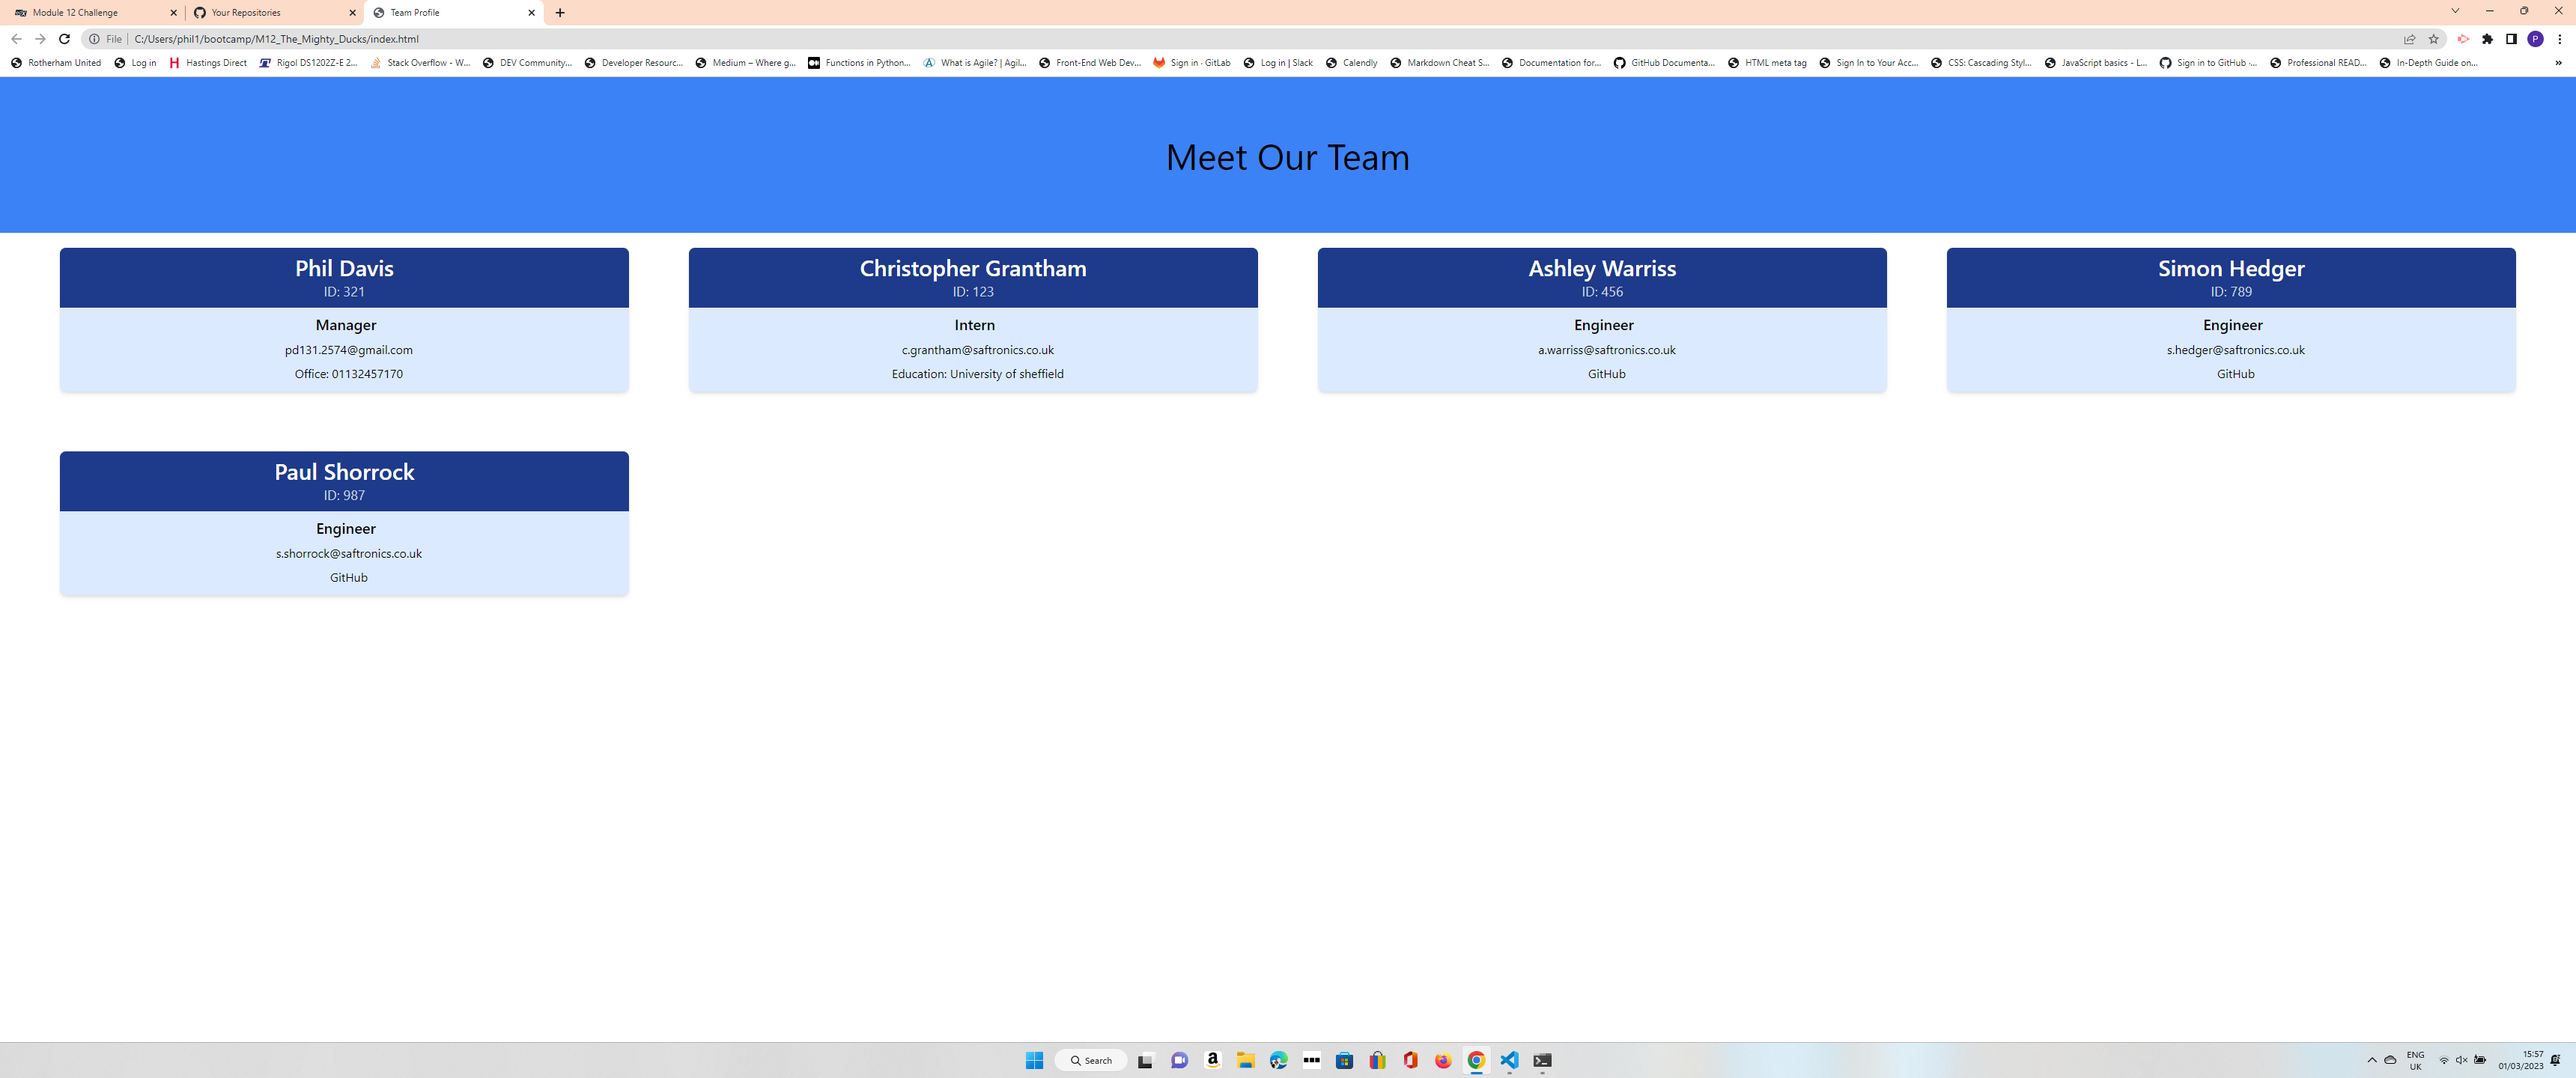 Module 12 Challenge
Your Repositories
Team Profile
File C:/Users/phil1/bootcamp/M12_The_Mighty_Ducks/index.html
P
Rotherham United Log in Hastings Direct Rigol DS1202Z-E 2... Stack Overflow - W... DEV Community... Developer Resourc... Medium – Where g... Functions in Python... What is Agile? | Agil... Front-End Web Dev... Sign in · GitLab Log in | Slack Calendly Markdown Cheat S... Documentation for... GitHub Documenta... HTML meta tag Sign In to Your Acc... CSS: Cascading Styl... JavaScript basics - L... Sign in to GitHub ·... Professional READ... In-Depth Guide on... »
Meet Our Team
Phil Davis
ID: 321
Manager
pd131.2574@gmail.com
Office: 01132457170
Christopher Grantham
ID: 123
Intern
c.grantham@saftronics.co.uk
Education: University of sheffield
Ashley Warriss
ID: 456
Engineer
a.warriss@saftronics.co.uk
GitHub
Simon Hedger
ID: 789
Engineer
s.hedger@saftronics.co.uk
GitHub
Paul Shorrock
ID: 987
Engineer
s.shorrock@saftronics.co.uk
GitHub
Search
ENG
UK
15:57
01/03/2023